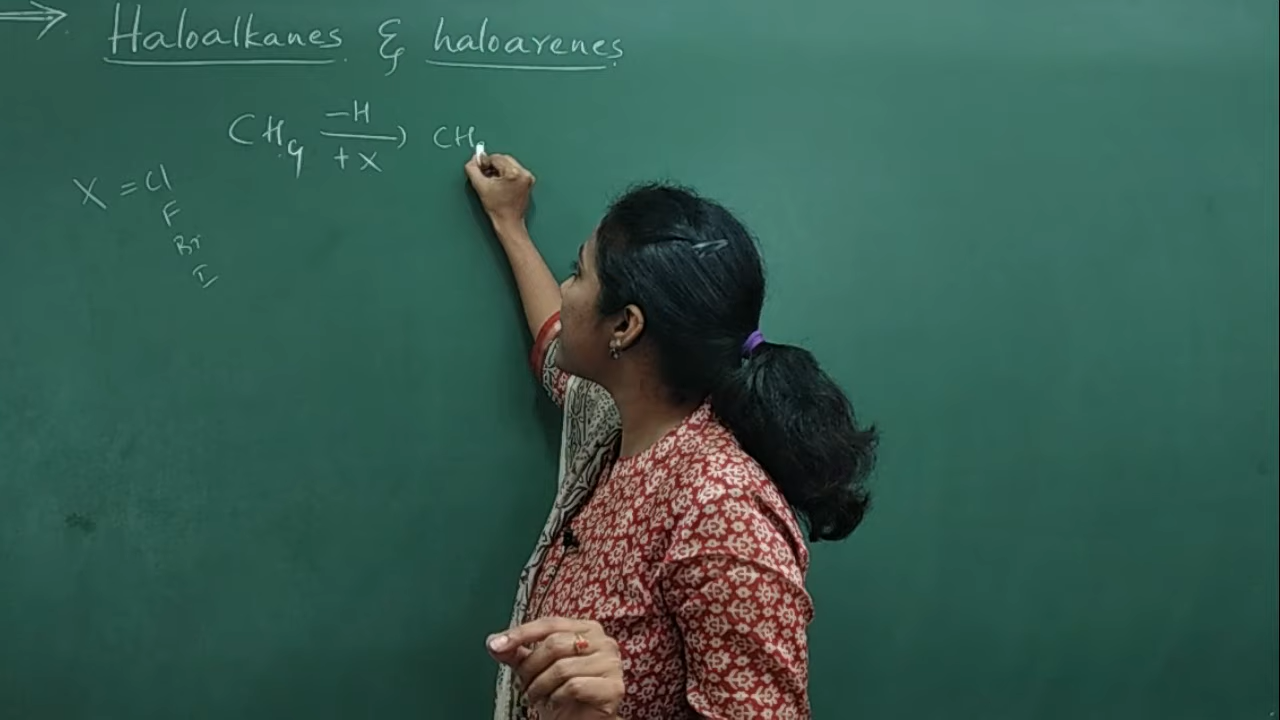 ⇒ Haloalkanes & haloarenes
-H
CH4 ⟶ CH
+X
X = Cl
F
Br
I